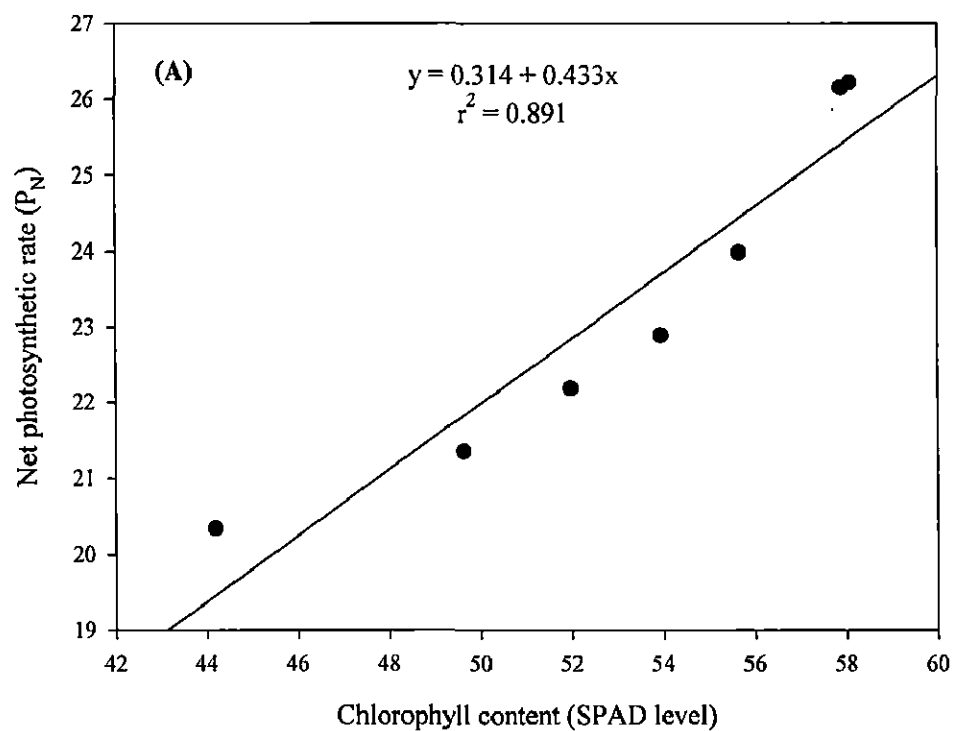 (A)
y = 0.314 + 0.433x
r² = 0.891
27
26
25
24
23
22
21
20
19
Net photosynthetic rate (P_N)
42 44 46 48 50 52 54 56 58 60
Chlorophyll content (SPAD level)